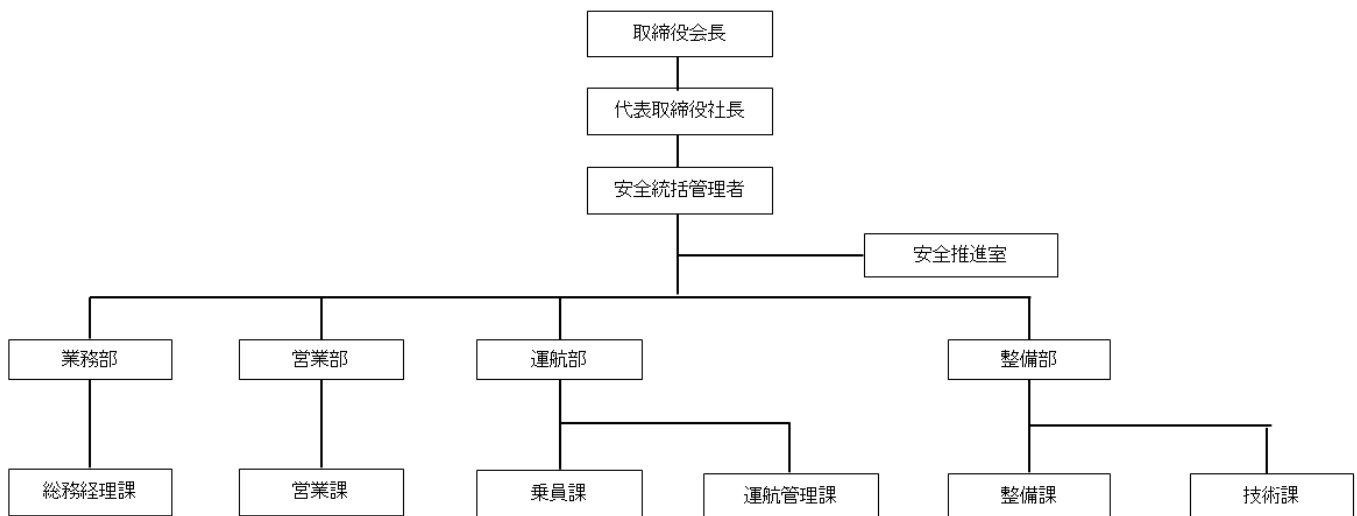 取締役会長
代表取締役社長
安全統括管理者
安全推進室
業務部
営業部
運航部
整備部
総務経理課
営業課
乗員課
運航管理課
整備課
技術課